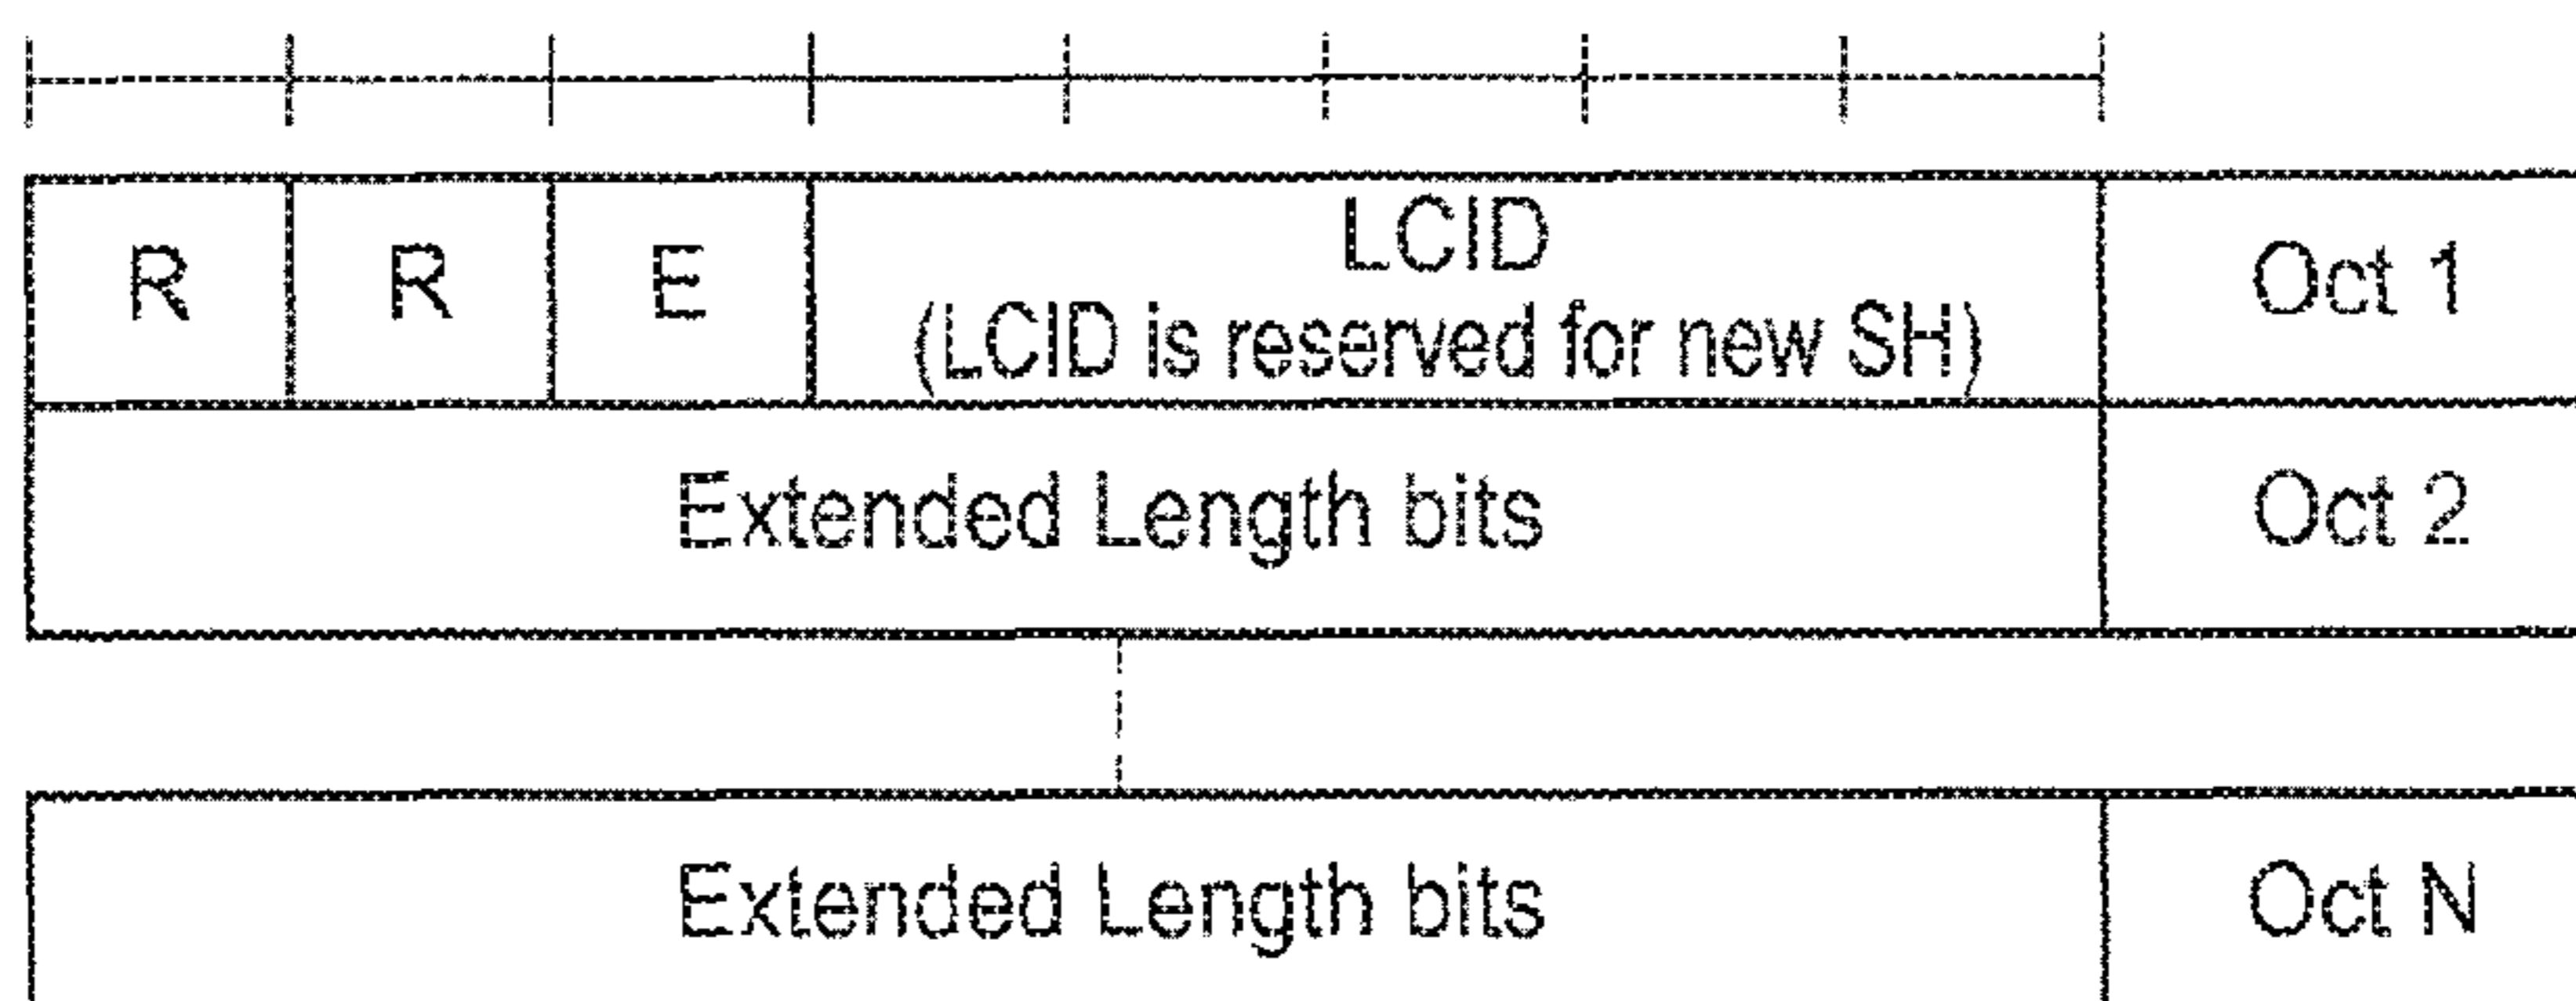 R R E LCID Oct 1
(LCID is reserved for new SH)
Extended Length bits Oct 2
Extended Length bits Oct N